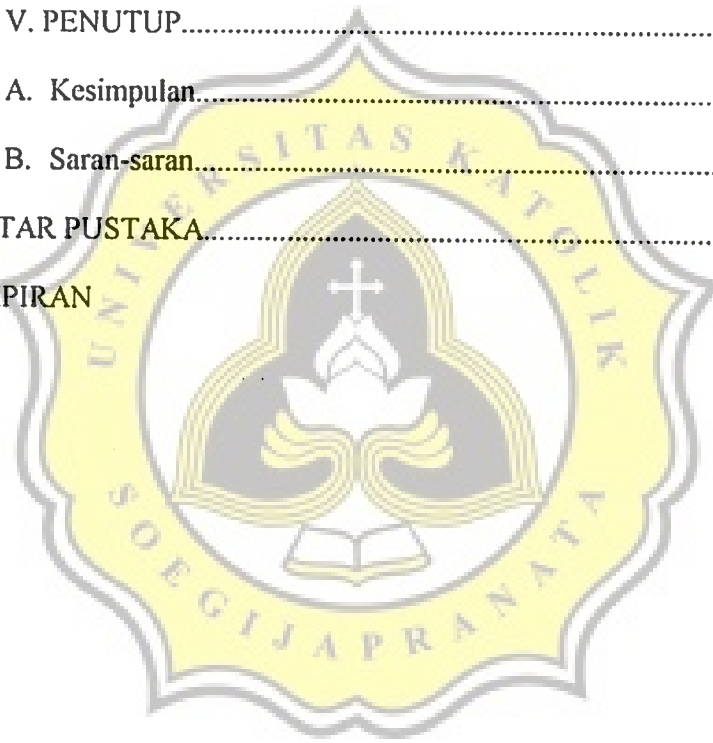 V. PENUTUP
A. Kesimpulan
B. Saran-saran
TAR PUSTAKA
PIRAN
UNIVERSITAS KATOLIK
SOEGIJAPRANATA